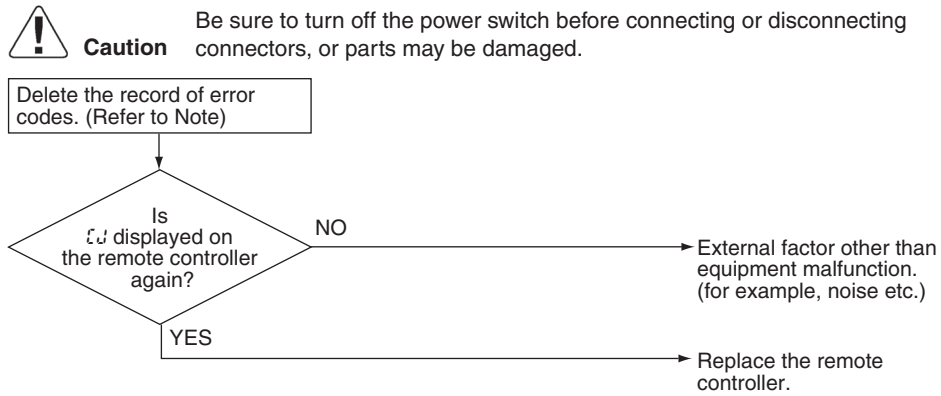 Be sure to turn off the power switch before connecting or disconnecting
Caution connectors, or parts may be damaged.
Delete the record of error
codes. (Refer to Note)
Is
CJ displayed on
the remote controller
again?
NO
External factor other than
equipment malfunction.
(for example, noise etc.)
YES
Replace the remote
controller.